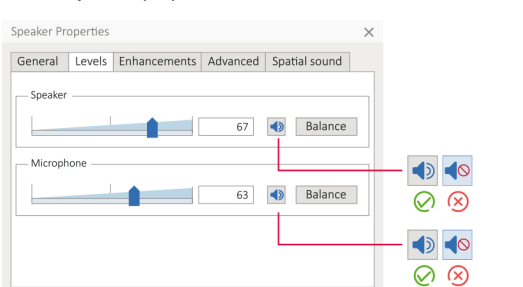 Speaker Properties
General Levels Enhancements Advanced Spatial sound
Speaker
67 Balance
Microphone
63 Balance